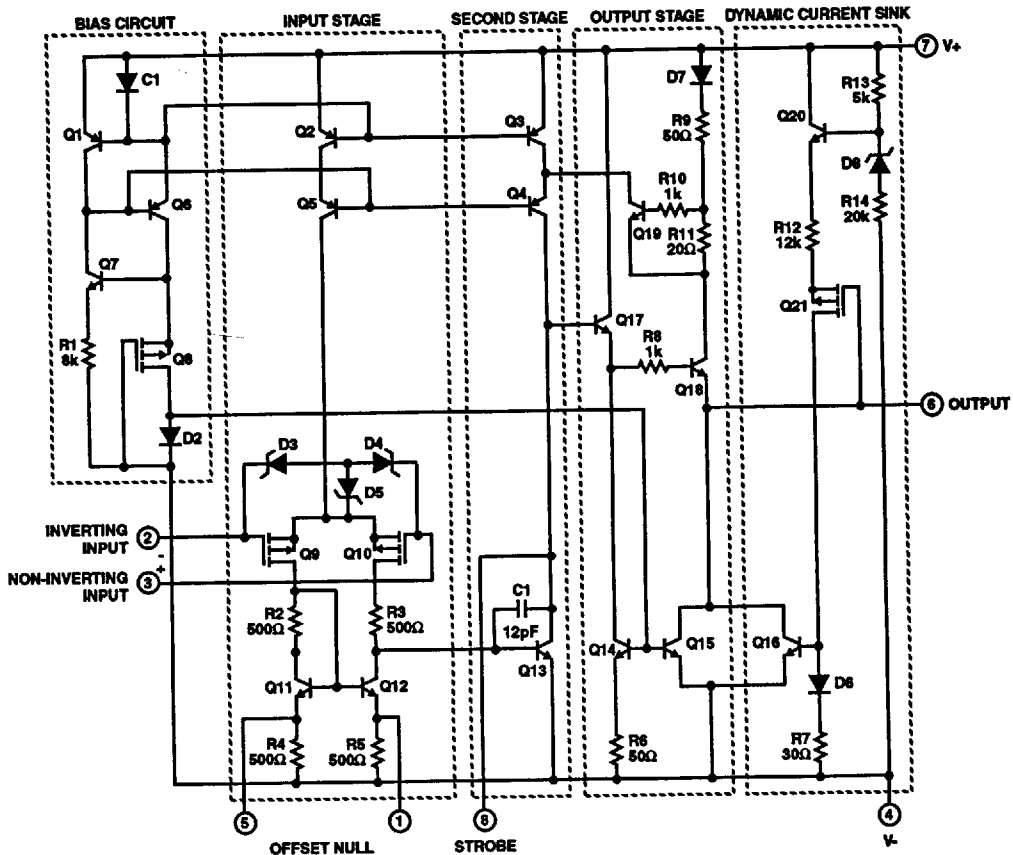 BIAS CIRCUIT
INPUT STAGE
SECOND STAGE
OUTPUT STAGE
DYNAMIC CURRENT SINK
7 V+
C1
D7
R13
5k
Q1
Q2
Q3
R9
50Ω
Q20
D8
Q6
Q5
Q4
R10
1k
Q19
R11
20Ω
R12
12k
R14
20k
Q7
Q21
Q17
R1
8k
Q8
R8
1k
Q18
6 OUTPUT
D2
D3
D4
D5
INVERTING
INPUT
2
-
Q9
Q10
NON-INVERTING
INPUT
3
+
C1
12pF
R2
500Ω
R3
500Ω
Q13
Q14
Q15
Q16
Q11
Q12
D6
R4
500Ω
R5
500Ω
R6
50Ω
R7
30Ω
5
1
8
4
OFFSET NULL
STROBE
V-